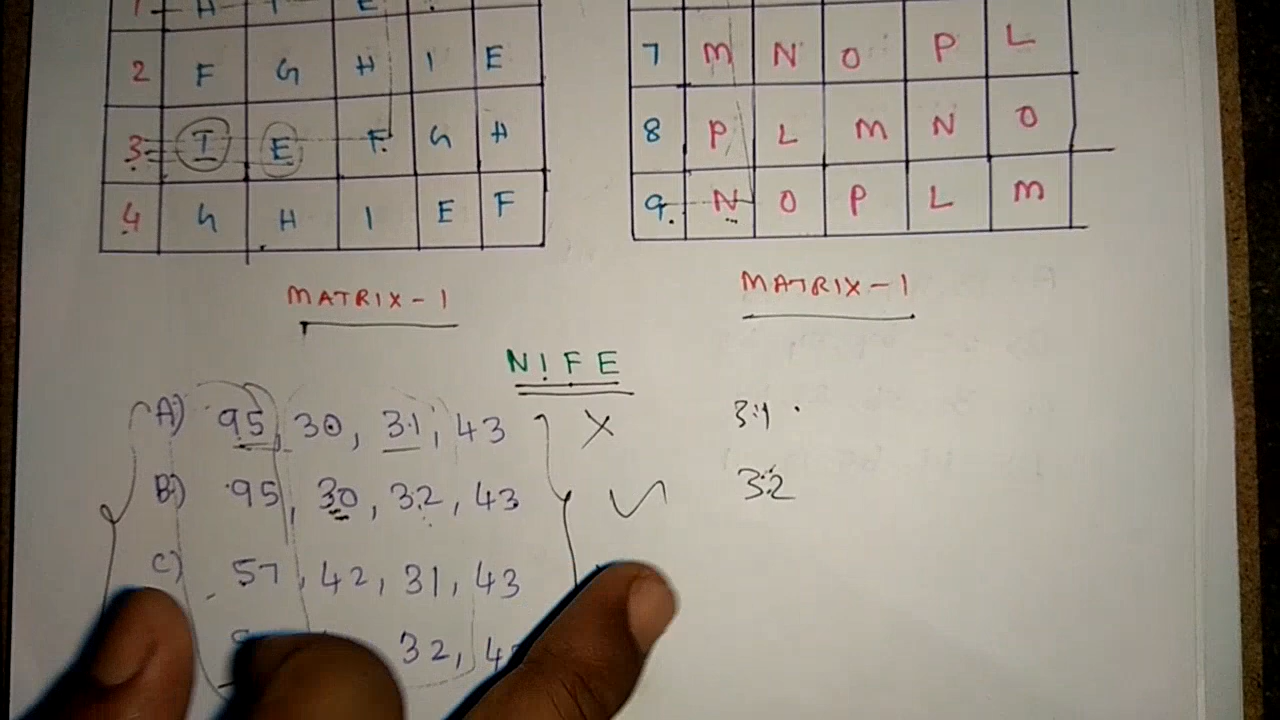 2 F G H I E
3 I E F G H
4 G H I E F
MATRIX-1
7 M N O P L
8 P L M N O
9 N O P L M
MATRIX-1
NIFE
A) 95, 30, 31, 43 X
B) 95, 30, 32, 43
C) 57, 42, 31, 43
32,
31
32